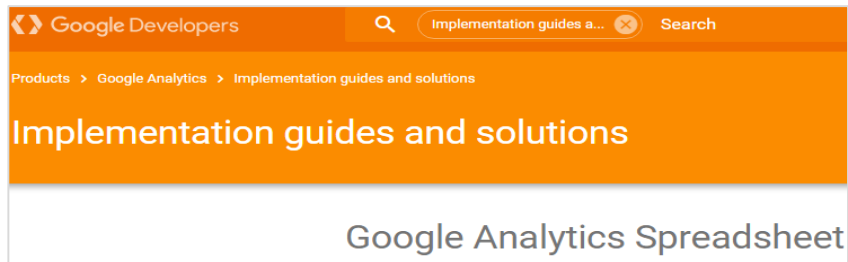 Google Developers
Implementation guides a...
Search
Products > Google Analytics > Implementation guides and solutions
Implementation guides and solutions
Google Analytics Spreadsheet